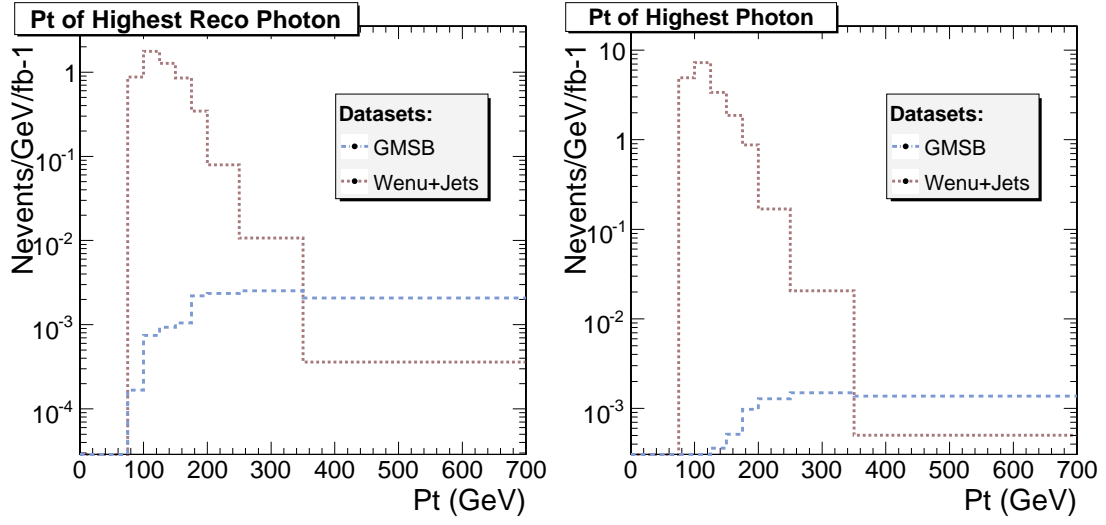 Pt of Highest Reco Photon
Nevents/GeV/fb-1
1
10-1
10-2
10-3
10-4
Datasets:
GMSB
Wenu+Jets
0 100 200 300 400 500 600 700
Pt (GeV)
Pt of Highest Photon
Nevents/GeV/fb-1
10
1
10-1
10-2
10-3
Datasets:
GMSB
Wenu+Jets
0 100 200 300 400 500 600 700
Pt (GeV)